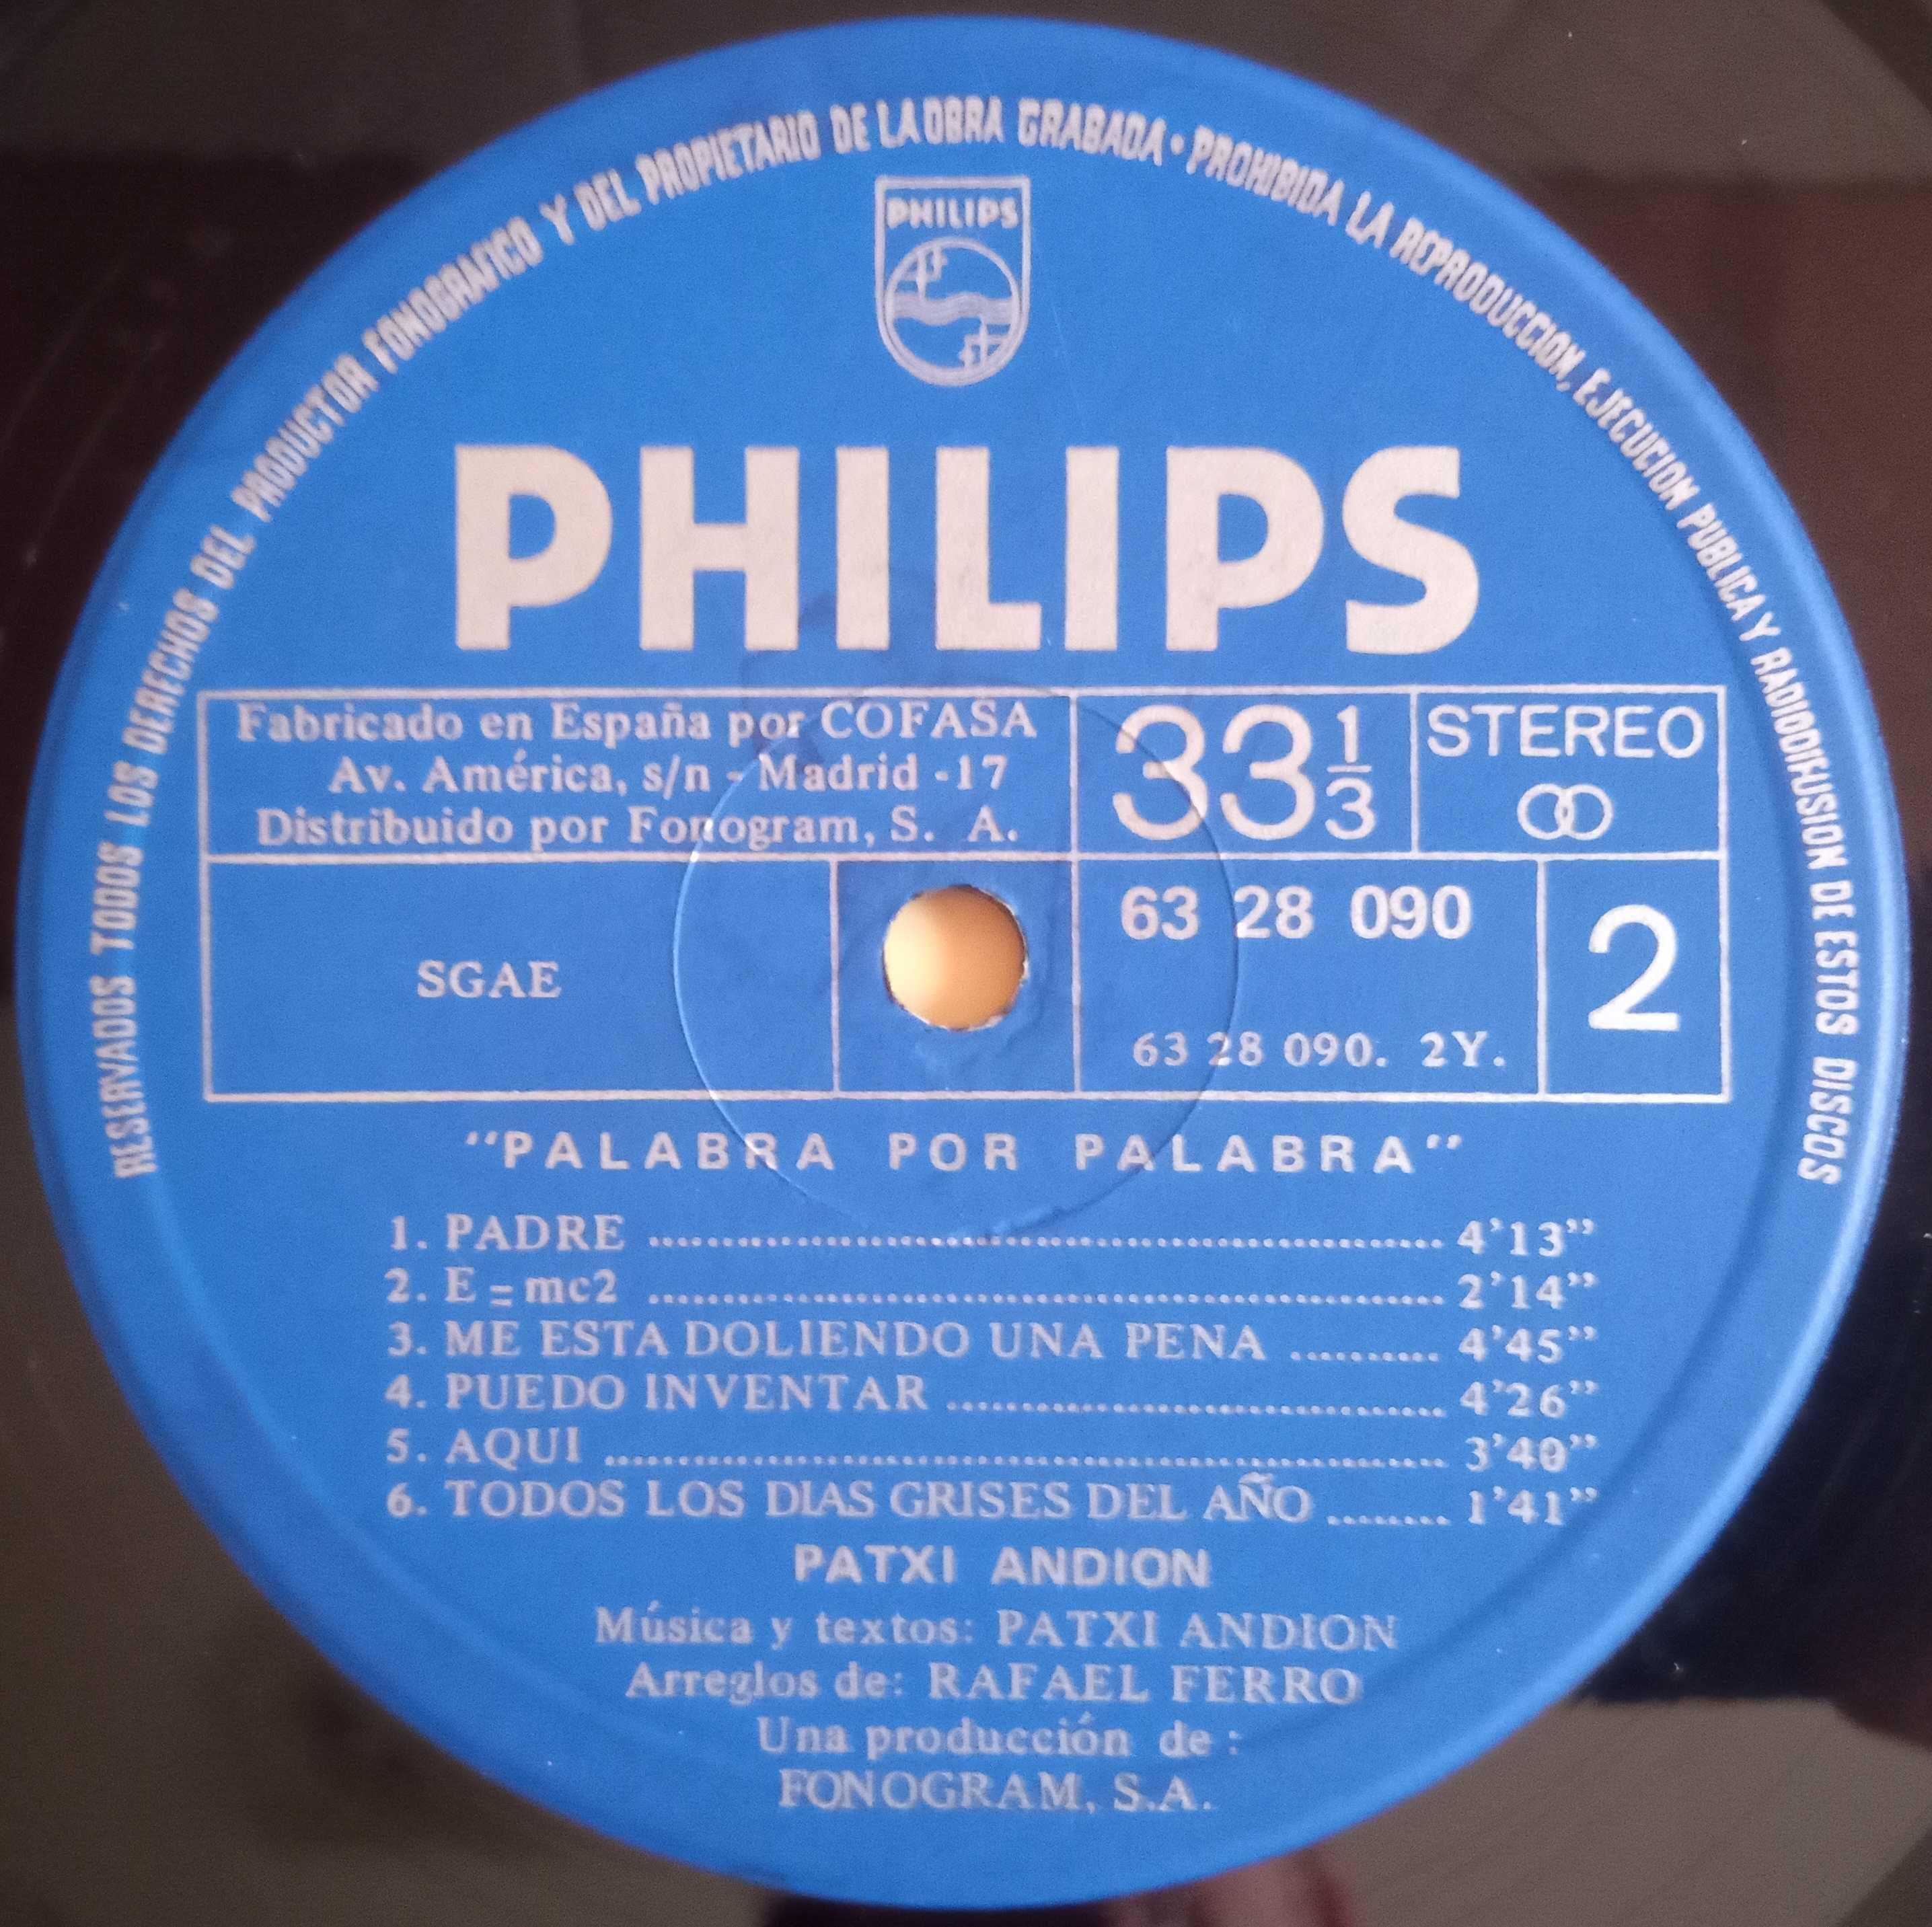 RESERVADOS TODOS LOS DERECHOS DEL PRODUCTOR FONOGRAFICO Y DEL PROPIETARIO DE LA OBRA GRABADA • PROHIBIDA LA REPRODUCCION, EJECUCION PUBLICA Y RADIODIFUSION DE ESTOS DISCOS
PHILIPS
PHILIPS
Fabricado en España por COFASA
Av. América, s/n - Madrid -17
Distribuido por Fonogram, S. A.
33 1/3
STEREO
SGAE
63 28 090
63 28 090. 2Y.
2
"PALABRA POR PALABRA"
1. PADRE ........ 4'13"
2. E = mc2 ........ 2'14"
3. ME ESTA DOLIENDO UNA PENA ........ 4'45"
4. PUEDO INVENTAR ........ 4'26"
5. AQUI ........ 3'40"
6. TODOS LOS DIAS GRISES DEL AÑO ........ 1'41"
PATXI ANDION
Música y textos: PATXI ANDION
Arreglos de: RAFAEL FERRO
Una producción de :
FONOGRAM, S.A.